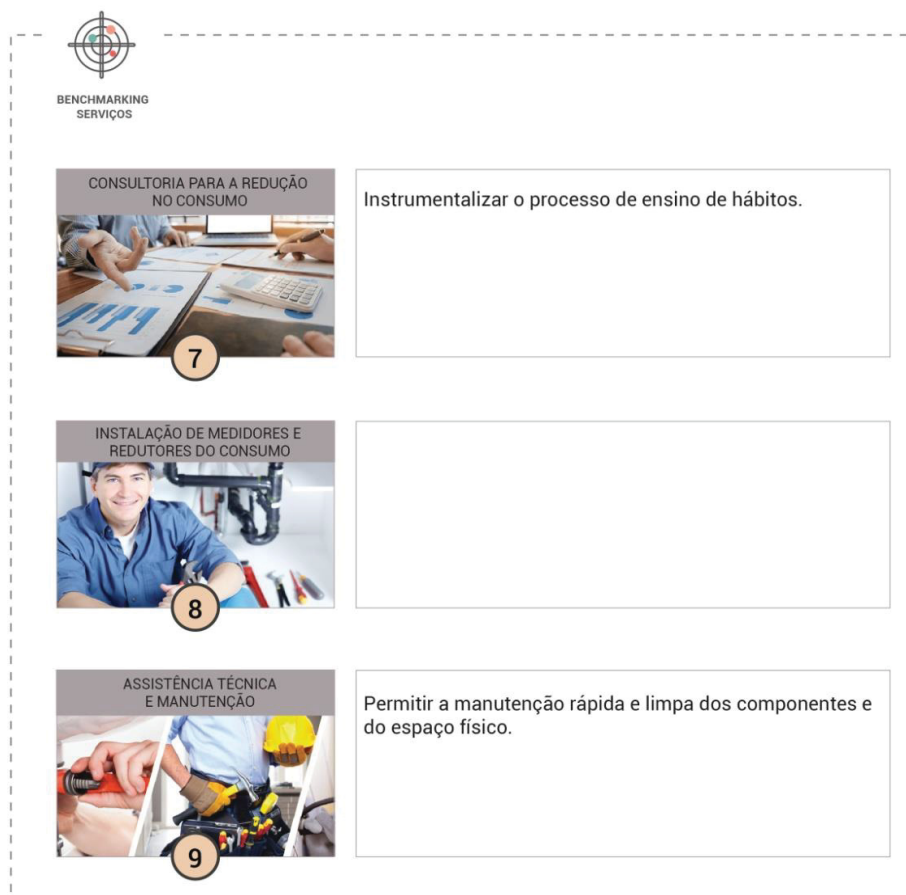 BENCHMARKING
SERVIÇOS
CONSULTORIA PARA A REDUÇÃO
NO CONSUMO
Instrumentalizar o processo de ensino de hábitos.
7
INSTALAÇÃO DE MEDIDORES E
REDUTORES DO CONSUMO
8
ASSISTÊNCIA TÉCNICA
E MANUTENÇÃO
Permitir a manutenção rápida e limpa dos componentes e
do espaço físico.
9